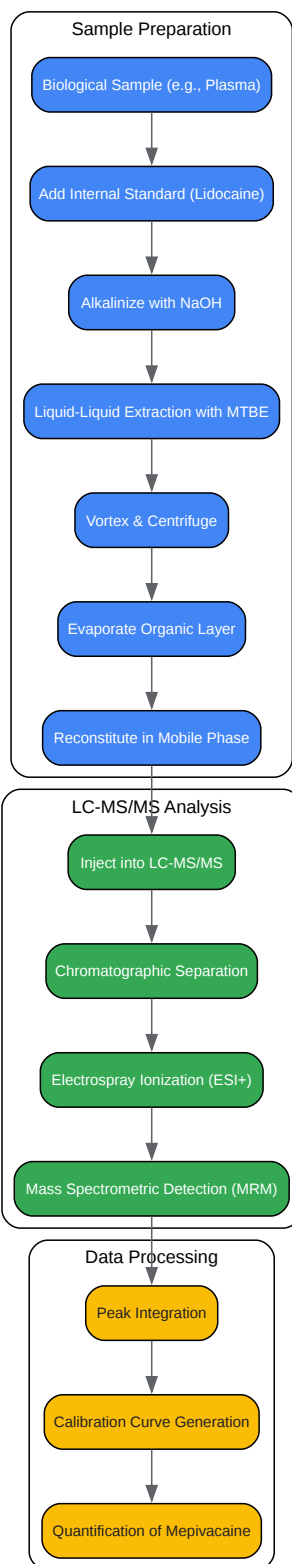 Sample Preparation
Biological Sample (e.g., Plasma)
Add Internal Standard (Lidocaine)
Alkalinize with NaOH
Liquid-Liquid Extraction with MTBE
Vortex & Centrifuge
Evaporate Organic Layer
Reconstitute in Mobile Phase
LC-MS/MS Analysis
Inject into LC-MS/MS
Chromatographic Separation
Electrospray Ionization (ESI+)
Mass Spectrometric Detection (MRM)
Data Processing
Peak Integration
Calibration Curve Generation
Quantification of Mepivacaine